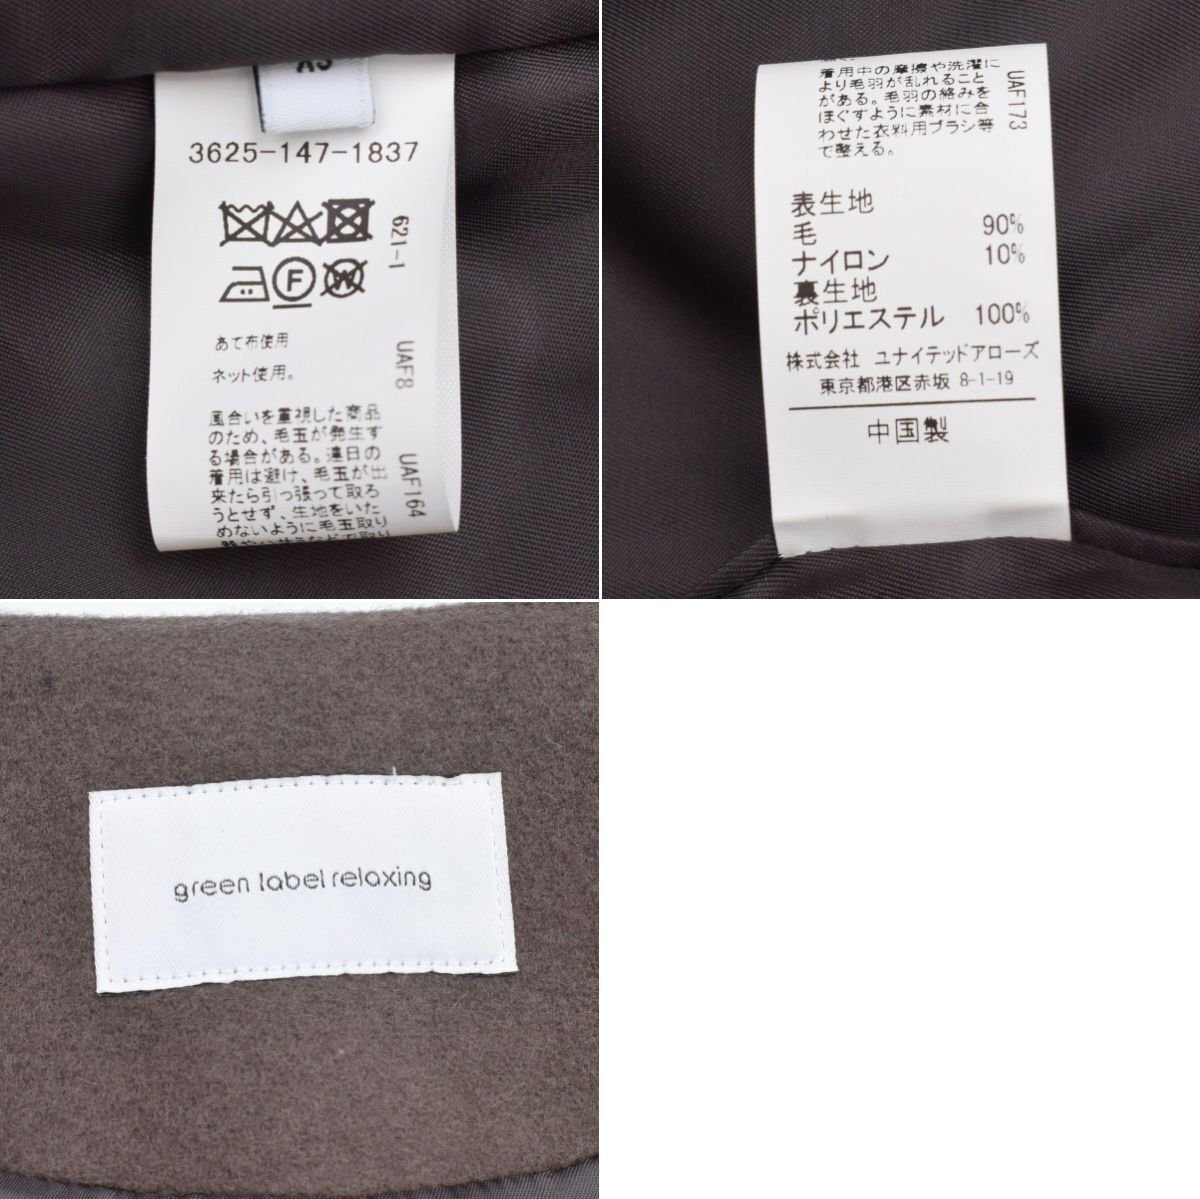 XS
3625-147-1837
F
W
621-1
あて布使用
ネット使用。
UAF8
風合いを重視した商品
のため、毛玉が発生す
る場合がある。連日の
着用は避け、毛玉が出
来たら引っ張って取ろ
うとせず、生地をいた
めないように毛玉取り
UAF164
着用中の摩擦や洗濯に
より毛羽が乱れること
がある。毛羽の絡みを
ほぐすように素材に合
わせた衣料用ブラシ等
で整える。
UAF173
表生地
毛 90%
ナイロン 10%
裏生地
ポリエステル 100%
株式会社 ユナイテッドアローズ
東京都港区赤坂 8-1-19
中国製
green label relaxing